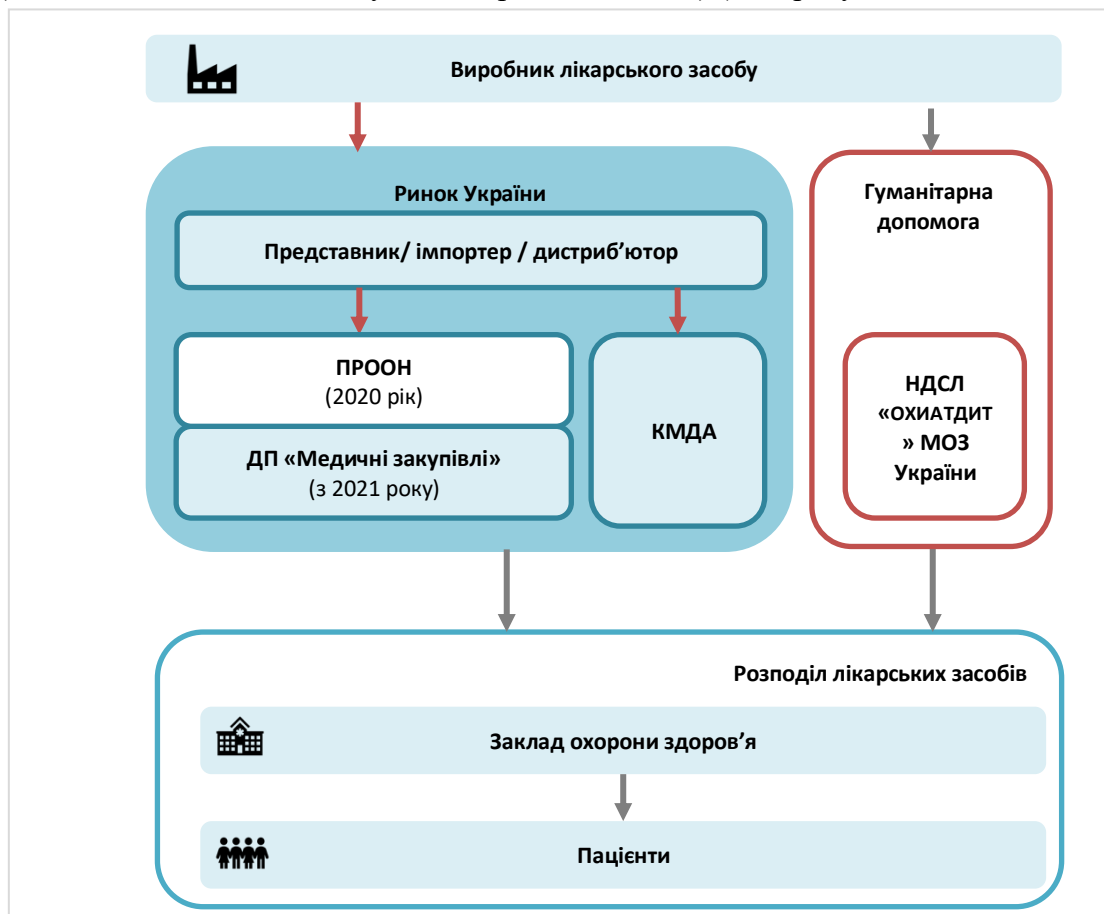 Виробник лікарського засобу
Ринок України
Представник/ імпортер / дистриб’ютор
ПРООН
(2020 рік)
ДП «Медичні закупівлі»
(з 2021 року)
КМДА
Гуманітарна
допомога
НДСЛ
«ОХИАТДИТ
» МОЗ
України
Розподіл лікарських засобів
Заклад охорони здоров’я
Пацієнти